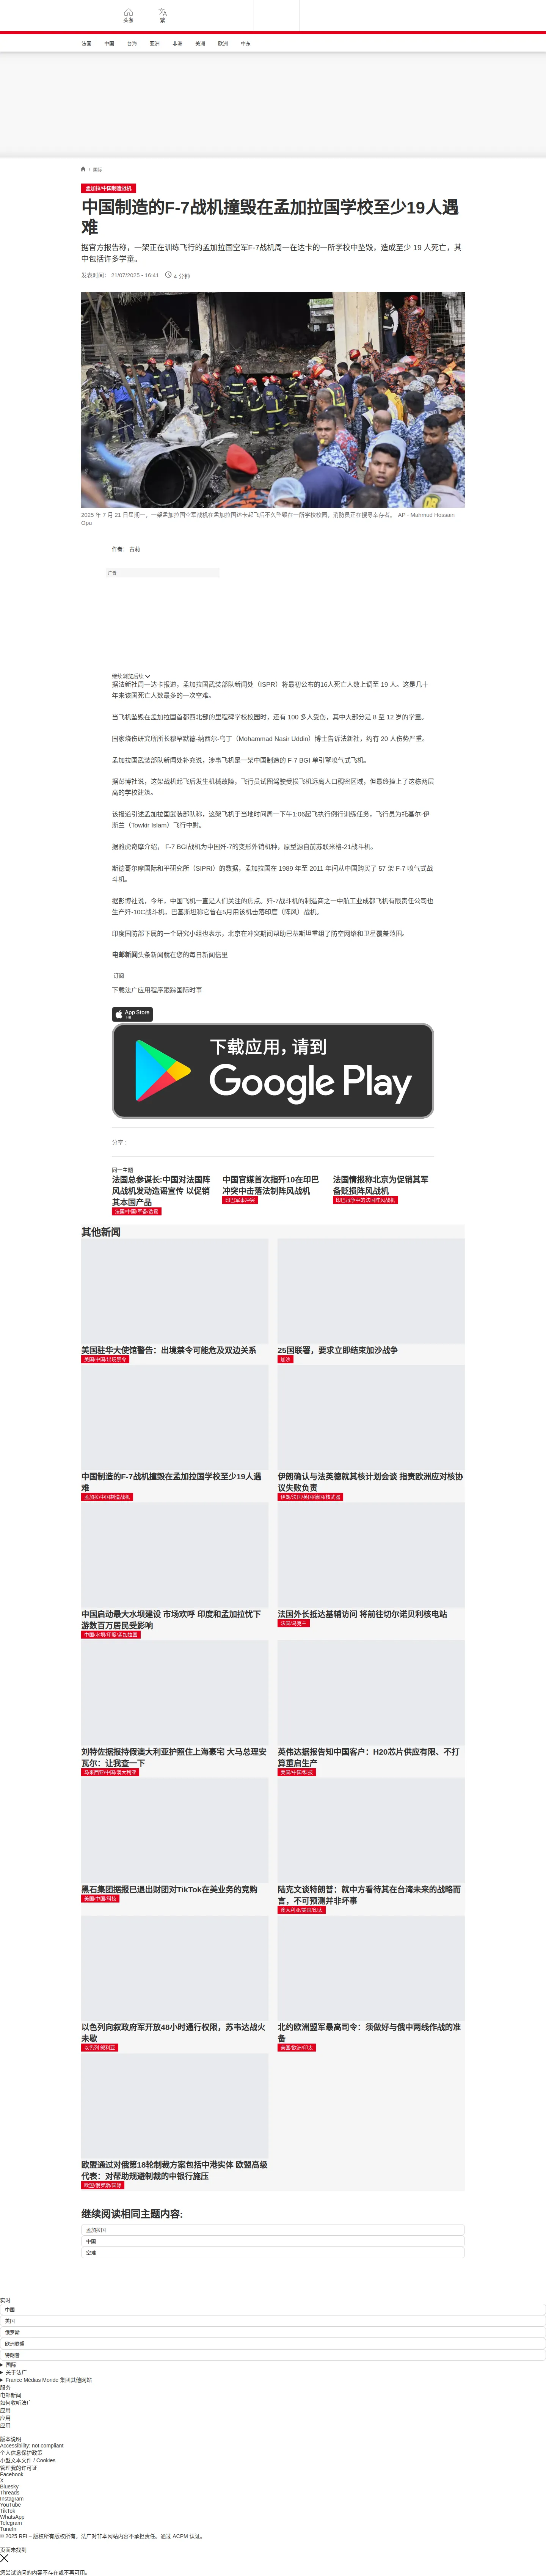 头条
繁
法国 中国 台海 亚洲 非洲 美洲 欧洲 中东
/ 国际
孟加拉/中国制造战机
中国制造的F-7战机撞毁在孟加拉国学校至少19人遇
难
据官方报告称，一架正在训练飞行的孟加拉国空军F-7战机周一在达卡的一所学校中坠毁，造成至少 19 人死亡，其
中包括许多学童。
发表时间： 21/07/2025 - 16:41 4 分钟
2025 年 7 月 21 日星期一，一架孟加拉国空军战机在孟加拉国达卡起飞后不久坠毁在一所学校校园，消防员正在搜寻幸存者。 AP - Mahmud Hossain
Opu
作者： 古莉
广告
继续浏览后续
据法新社周一达卡报道，孟加拉国武装部队新闻处（ISPR）将最初公布的16人死亡人数上调至 19 人。这是几十
年来该国死亡人数最多的一次空难。
当飞机坠毁在孟加拉国首都西北部的里程碑学校校园时，还有 100 多人受伤，其中大部分是 8 至 12 岁的学童。
国家烧伤研究所所长穆罕默德-纳西尔-乌丁（Mohammad Nasir Uddin）博士告诉法新社，约有 20 人伤势严重。
孟加拉国武装部队新闻处补充说，涉事飞机是一架中国制造的 F-7 BGI 单引擎喷气式飞机。
据彭博社说，这架战机起飞后发生机械故障，飞行员试图驾驶受损飞机远离人口稠密区域，但最终撞上了这栋两层
高的学校建筑。
该报道引述孟加拉国武装部队称，这架飞机于当地时间周一下午1:06起飞执行例行训练任务，飞行员为托基尔·伊
斯兰（Towkir Islam）飞行中尉。
据雅虎奇摩介绍， F-7 BGI战机为中国歼-7的变形外销机种，原型源自前苏联米格-21战斗机。
斯德哥尔摩国际和平研究所（SIPRI）的数据，孟加拉国在 1989 年至 2011 年间从中国购买了 57 架 F-7 喷气式战
斗机。
据彭博社说，今年，中国飞机一直是人们关注的焦点。歼-7战斗机的制造商之一中航工业成都飞机有限责任公司也
生产歼-10C战斗机，巴基斯坦称它曾在5月用该机击落印度（阵风）战机。
印度国防部下属的一个研究小组也表示，北京在冲突期间帮助巴基斯坦重组了防空网络和卫星覆盖范围。
电邮新闻头条新闻就在您的每日新闻信里
订阅
下载法广应用程序跟踪国际时事
App Store
下载
下载应用，请到
Google Play
分享 :
同一主题
法国总参谋长:中国对法国阵
风战机发动造谣宣传 以促销
其本国产品
法国/中国/军备/造谣
中国官媒首次指歼10在印巴
冲突中击落法制阵风战机
印巴军事冲突
法国情报称北京为促销其军
备贬损阵风战机
印巴战争中的法国阵风战机
其他新闻
美国驻华大使馆警告：出境禁令可能危及双边关系
美国/中国/出境禁令
25国联署，要求立即结束加沙战争
加沙
中国制造的F-7战机撞毁在孟加拉国学校至少19人遇
难
孟加拉/中国制造战机
伊朗确认与法英德就其核计划会谈 指责欧洲应对核协
议失败负责
伊朗/法国/英国/德国/核武器
中国启动最大水坝建设 市场欢呼 印度和孟加拉忧下
游数百万居民受影响
中国/水坝/印度/孟加拉国
法国外长抵达基辅访问 将前往切尔诺贝利核电站
法国/乌克兰
刘特佐据报持假澳大利亚护照住上海豪宅 大马总理安
瓦尔：让我查一下
马来西亚/中国/澳大利亚
英伟达据报告知中国客户：H20芯片供应有限、不打
算重启生产
美国/中国/科技
黑石集团据报已退出财团对TikTok在美业务的竞购
美国/中国/科技
陆克文谈特朗普：就中方看待其在台湾未来的战略而
言，不可预测并非坏事
澳大利亚/美国/印太
以色列向叙政府军开放48小时通行权限，苏韦达战火
未歇
以色列 叙利亚
北约欧洲盟军最高司令：须做好与俄中两线作战的准
备
美国/欧洲/印太
欧盟通过对俄第18轮制裁方案包括中港实体 欧盟高级
代表：对帮助规避制裁的中银行施压
欧盟/俄罗斯/国际
继续阅读相同主题内容:
孟加拉国
中国
空难
实时
中国
美国
俄罗斯
欧洲联盟
特朗普
国际
关于法广
France Médias Monde 集团其他网站
服务
电邮新闻
如何收听法广
应用
应用
应用
版本说明
Accessibility: not compliant
个人信息保护政策
小型文本文件 / Cookies
管理我的许可证
Facebook
X
Bluesky
Threads
Instagram
YouTube
TikTok
WhatsApp
Telegram
TuneIn
© 2025 RFI – 版权所有版权所有。法广对非本网站内容不承担责任。通过 ACPM 认证。
页面未找到
您尝试访问的内容不存在或不再可用。